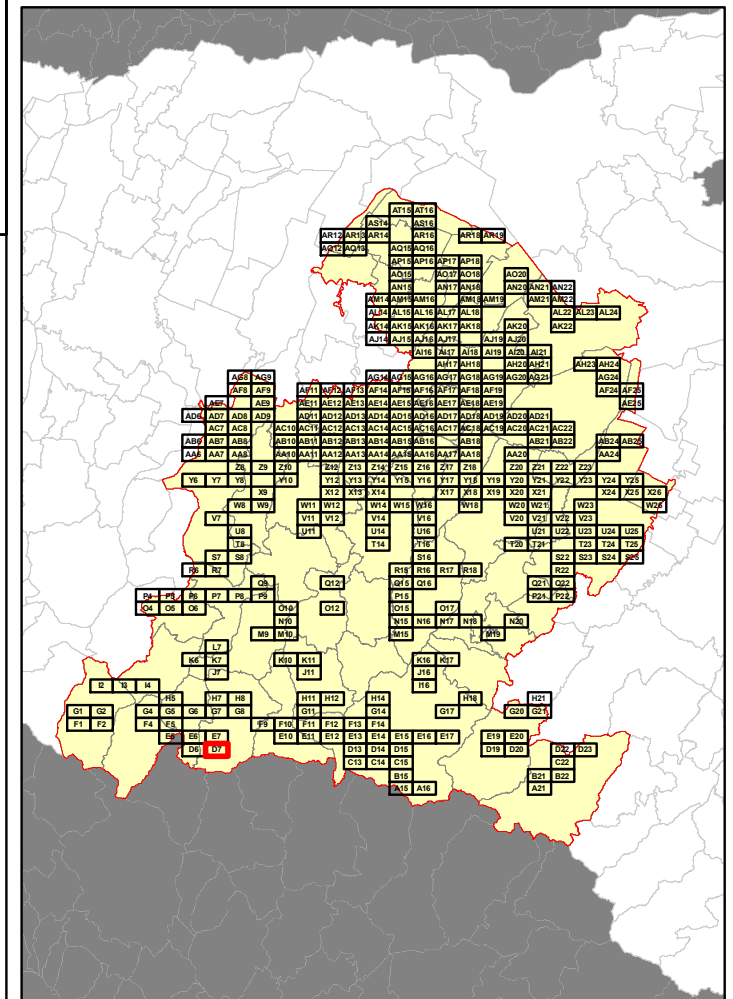 AT15 AT16
AS14 AS16
AR12 AR13 AR14 AR16 AR18 AR19
AQ12 AQ13 AQ15 AQ16
AP15 AP16 AP17 AP18
AO15 AO17 AO18 AO20
AN15 AN17 AN18 AN20 AN21 AN22
AM14 AM15 AM16 AM18 AM19 AM21 AM22
AL14 AL15 AL16 AL17 AL18 AL22 AL23 AL24
AK14 AK15 AK16 AK17 AK18 AK20 AK22
AJ14 AJ15 AJ16 AJ17 AJ19 AJ20
AI16 AI17 AI18 AI19 AI20 AI21
AH17 AH18 AH20 AH21 AH23 AH24
AG8 AG9 AG14 AG15 AG16 AG17 AG18 AG19 AG20 AG21 AG24
AF8 AF9 AF11 AF12 AF13 AF14 AF15 AF16 AF17 AF18 AF19 AF24 AF25
AE7 AE9 AE11 AE12 AE13 AE14 AE15 AE16 AE17 AE18 AE19 AE25
AD6 AD7 AD8 AD9 AD11 AD12 AD13 AD14 AD15 AD16 AD17 AD18 AD19 AD20 AD21
AC7 AC8 AC10 AC11 AC12 AC13 AC14 AC15 AC16 AC17 AC18 AC19 AC20 AC21 AC22
AB6 AB7 AB8 AB10 AB11 AB12 AB13 AB14 AB15 AB16 AB18 AB21 AB22 AB24 AB25
AA6 AA7 AA8 AA10 AA11 AA12 AA13 AA14 AA15 AA16 AA17 AA18 AA20 AA24
Z8 Z9 Z10 Z12 Z13 Z14 Z15 Z16 Z17 Z18 Z20 Z21 Z22 Z23
Y6 Y7 Y8 Y10 Y12 Y13 Y14 Y15 Y16 Y17 Y18 Y19 Y20 Y21 Y22 Y23 Y24 Y25
X9 X12 X13 X14 X17 X18 X19 X20 X21 X24 X25 X26
W8 W9 W11 W12 W14 W15 W16 W18 W20 W21 W23 W26
V7 V11 V12 V14 V16 V20 V21 V22 V23
U8 U11 U14 U16 U21 U22 U23 U24 U25
T8 T14 T16 T20 T21 T23 T24 T25
S7 S8 S16 S22 S23 S24 S25
R6 R7 R15 R16 R17 R18 R22
Q9 Q12 Q15 Q16 Q21 Q22
P4 P5 P6 P7 P8 P9 P15 P21 P22
O4 O5 O6 O10 O12 O15 O17
N10 N15 N16 N17 N18 N20
M9 M10 M15 M19
L7
K6 K7 K10 K11 K16 K17
J7 J11 J16
I2 I3 I4 I16
H5 H7 H8 H11 H12 H14 H18 H21
G1 G2 G4 G5 G6 G7 G8 G11 G17 G20 G21
F1 F2 F4 F5 F9 F10 F11 F12 F13 F14
E5 E6 E7 E10 E11 E12 E13 E14 E15 E16 E17 E19 E20
D6 D7 D13 D14 D15 D19 D20 D22 D23
C13 C14 C15 C22
B15 B21 B22
A15 A16 A21